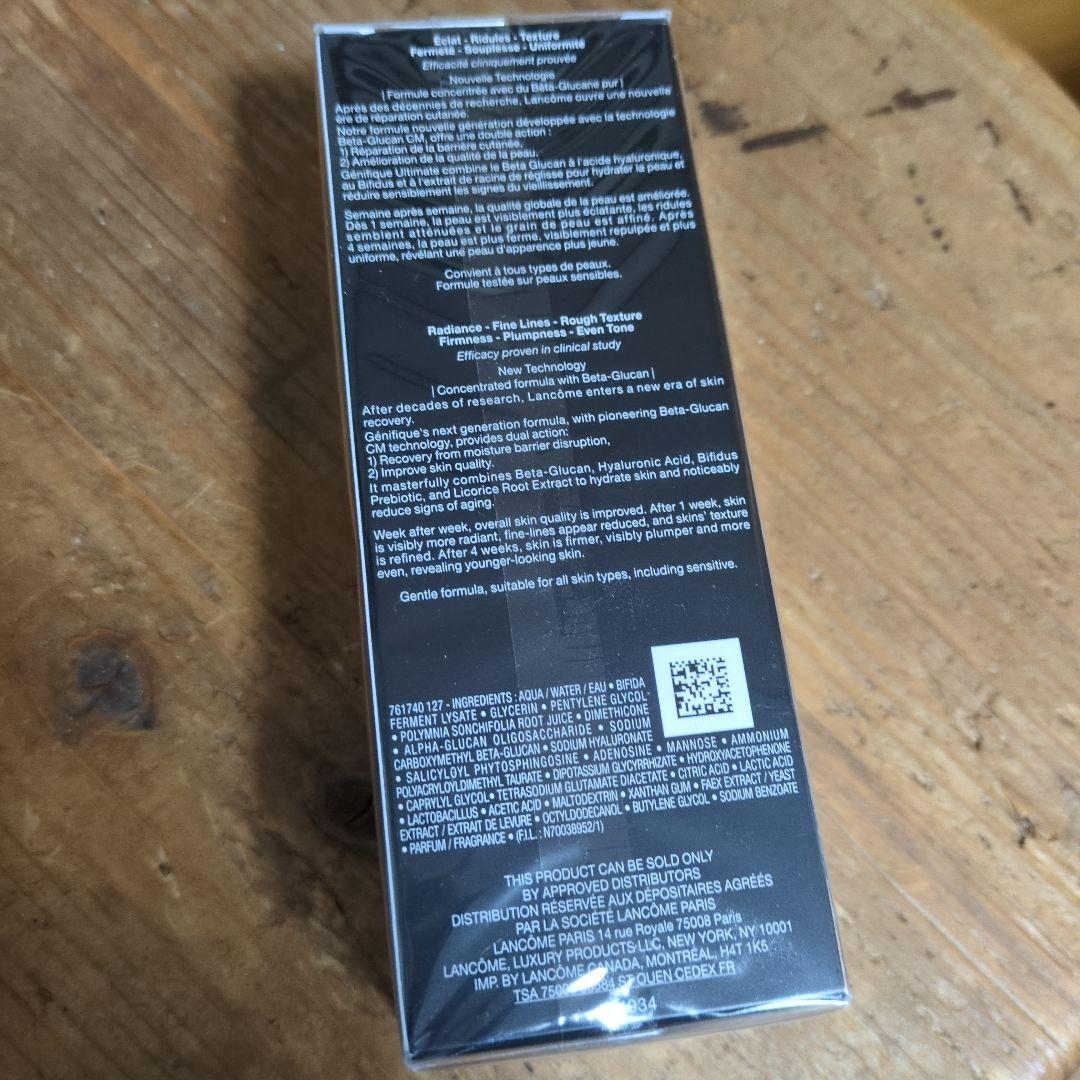 Éclat - Ridules - Texture
Fermeté - Souplesse - Uniformité
Efficacité cliniquement prouvée
Nouvelle Technologie
| Formule concentrée avec du Bêta-Glucane pur |
Après des décennies de recherche, Lancôme ouvre une nouvelle
ère de réparation cutanée.
Notre formule nouvelle génération développée avec la technologie
Beta-Glucan CM, offre une double action :
1) Réparation de la barrière cutanée.
2) Amélioration de la qualité de la peau.
Génifique Ultimate combine le Beta Glucan à l'acide hyaluronique,
au Bifidus et à l'extrait de racine de réglisse pour hydrater la peau et
réduire sensiblement les signes du vieillissement.
Semaine après semaine, la qualité globale de la peau est améliorée.
Dès 1 semaine, la peau est visiblement plus éclatante, les ridules
semblent atténuées et le grain de peau est affiné. Après
4 semaines, la peau est plus ferme, visiblement repulpée et plus
uniforme, révélant une peau d'apparence plus jeune.
Convient à tous types de peaux.
Formule testée sur peaux sensibles.
Radiance - Fine Lines - Rough Texture
Firmness - Plumpness - Even Tone
Efficacy proven in clinical study
New Technology
| Concentrated formula with Beta-Glucan |
After decades of research, Lancôme enters a new era of skin
recovery.
Génifique's next generation formula, with pioneering Beta-Glucan
CM technology, provides dual action:
1) Recovery from moisture barrier disruption,
2) Improve skin quality.
It masterfully combines Beta-Glucan, Hyaluronic Acid, Bifidus
Prebiotic, and Licorice Root Extract to hydrate skin and noticeably
reduce signs of aging.
Week after week, overall skin quality is improved. After 1 week, skin
is visibly more radiant, fine-lines appear reduced, and skins' texture
is refined. After 4 weeks, skin is firmer, visibly plumper and more
even, revealing younger-looking skin.
Gentle formula, suitable for all skin types, including sensitive.
761740 127 - INGREDIENTS : AQUA / WATER / EAU • BIFIDA
FERMENT LYSATE • GLYCERIN • PENTYLENE GLYCOL
• POLYMNIA SONCHIFOLIA ROOT JUICE • DIMETHICONE
• ALPHA-GLUCAN OLIGOSACCHARIDE • SODIUM
CARBOXYMETHYL BETA-GLUCAN • SODIUM HYALURONATE
• SALICYLOYL PHYTOSPHINGOSINE • ADENOSINE • MANNOSE • AMMONIUM
POLYACRYLOYLDIMETHYL TAURATE • DIPOTASSIUM GLYCYRRHIZATE • HYDROXYACETOPHENONE
• CAPRYLYL GLYCOL • TETRASODIUM GLUTAMATE DIACETATE • CITRIC ACID • LACTIC ACID
• LACTOBACILLUS • ACETIC ACID • MALTODEXTRIN • XANTHAN GUM • FAEX EXTRACT / YEAST
EXTRACT / EXTRAIT DE LEVURE • OCTYLDODECANOL • BUTYLENE GLYCOL • SODIUM BENZOATE
• PARFUM / FRAGRANCE • (F.I.L. : N70038952/1)
THIS PRODUCT CAN BE SOLD ONLY
BY APPROVED DISTRIBUTORS
DISTRIBUTION RÉSERVÉE AUX DÉPOSITAIRES AGRÉÉS
PAR LA SOCIÉTÉ LANCÔME PARIS
LANCÔME PARIS 14 rue Royale 75008 Paris
LANCÔME, LUXURY PRODUCTS LLC, NEW YORK, NY 10001
IMP. BY LANCÔME CANADA, MONTRÉAL, H4T 1K5
TSA ST OUEN CEDEX FR